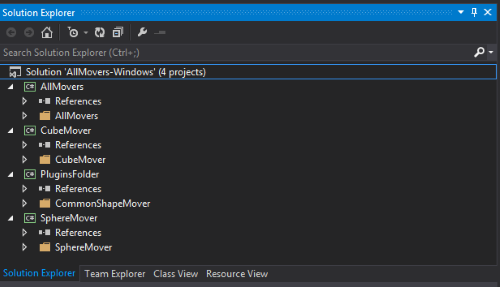 Solution Explorer
Search Solution Explorer (Ctrl+;)
Solution 'AllMovers-Windows' (4 projects)
C# AllMovers
References
AllMovers
C# CubeMover
References
CubeMover
C# PluginsFolder
References
CommonShapeMover
C# SphereMover
References
SphereMover
Solution Explorer Team Explorer Class View Resource View